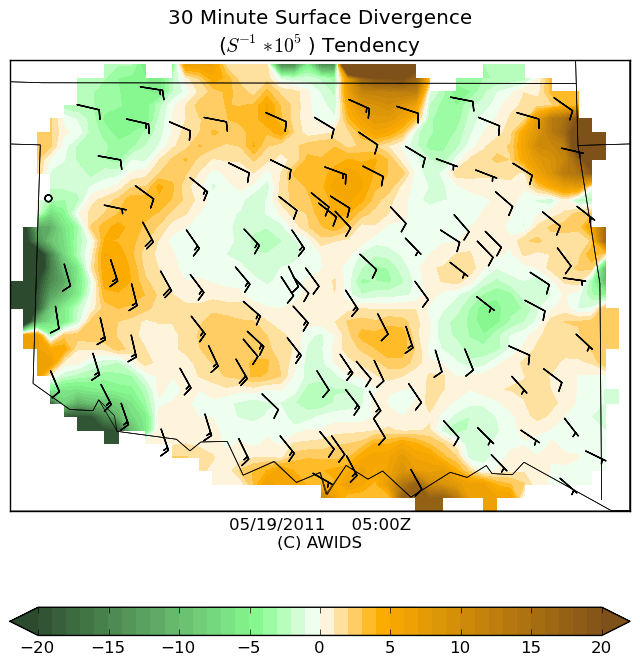 30 Minute Surface Divergence
(S⁻¹ * 10⁵ ) Tendency
05/19/2011 05:00Z
(C) AWIDS
−20 −15 −10 −5 0 5 10 15 20